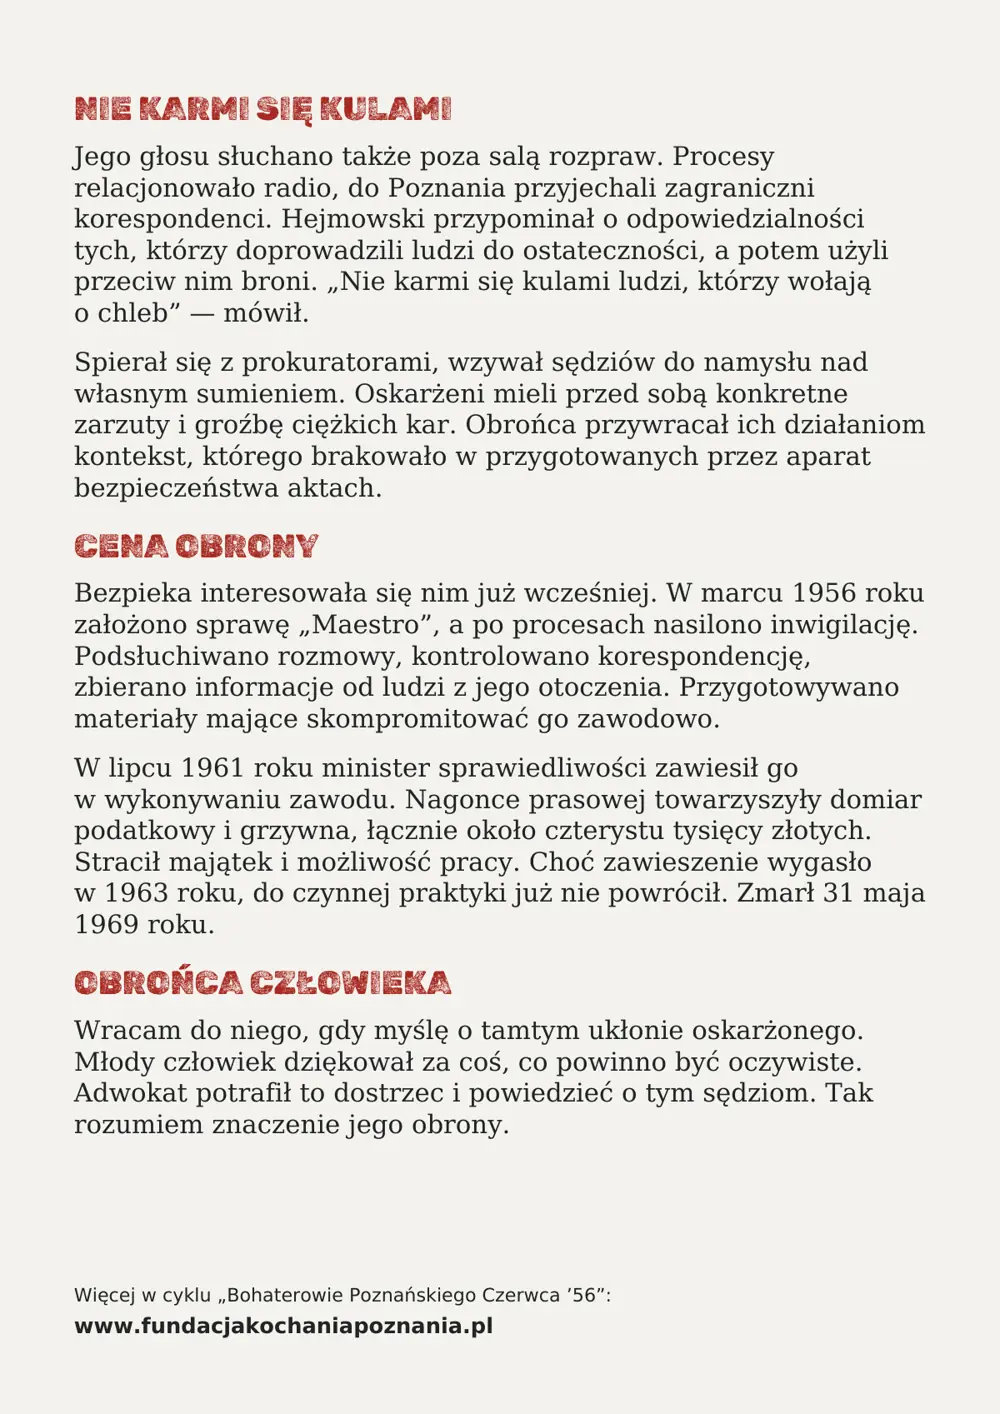 NIE KARMI SIĘ KULAMI
Jego głosu słuchano także poza salą rozpraw. Procesy
relacjonowało radio, do Poznania przyjechali zagraniczni
korespondenci. Hejmowski przypominał o odpowiedzialności
tych, którzy doprowadzili ludzi do ostateczności, a potem użyli
przeciw nim broni. „Nie karmi się kulami ludzi, którzy wołają
o chleb” — mówił.
Spierał się z prokuratorami, wzywał sędziów do namysłu nad
własnym sumieniem. Oskarżeni mieli przed sobą konkretne
zarzuty i groźbę ciężkich kar. Obrońca przywracał ich działaniom
kontekst, którego brakowało w przygotowanych przez aparat
bezpieczeństwa aktach.
CENA OBRONY
Bezpieka interesowała się nim już wcześniej. W marcu 1956 roku
założono sprawę „Maestro”, a po procesach nasilono inwigilację.
Podsłuchiwano rozmowy, kontrolowano korespondencję,
zbierano informacje od ludzi z jego otoczenia. Przygotowywano
materiały mające skompromitować go zawodowo.
W lipcu 1961 roku minister sprawiedliwości zawiesił go
w wykonywaniu zawodu. Nagonce prasowej towarzyszyły domiar
podatkowy i grzywna, łącznie około czterystu tysięcy złotych.
Stracił majątek i możliwość pracy. Choć zawieszenie wygasło
w 1963 roku, do czynnej praktyki już nie powrócił. Zmarł 31 maja
1969 roku.
OBROŃCA CZŁOWIEKA
Wracam do niego, gdy myślę o tamtym ukłonie oskarżonego.
Młody człowiek dziękował za coś, co powinno być oczywiste.
Adwokat potrafił to dostrzec i powiedzieć o tym sędziom. Tak
rozumiem znaczenie jego obrony.
Więcej w cyklu „Bohaterowie Poznańskiego Czerwca ’56”:
www.fundacjakochaniapoznania.pl